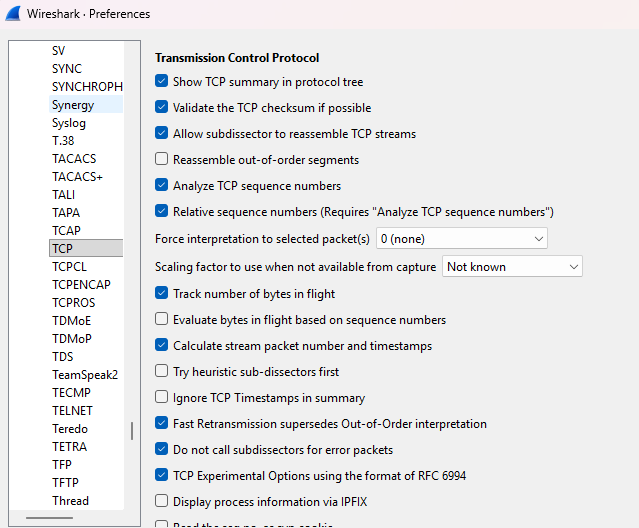 Wireshark · Preferences
SV
SYNC
SYNCHROPH
Synergy
Syslog
T.38
TACACS
TACACS+
TALI
TAPA
TCAP
TCP
TCPCL
TCPENCAP
TCPROS
TDMoE
TDMoP
TDS
TeamSpeak2
TECMP
TELNET
Teredo
TETRA
TFP
TFTP
Thread
Transmission Control Protocol
Show TCP summary in protocol tree
Validate the TCP checksum if possible
Allow subdissector to reassemble TCP streams
Reassemble out-of-order segments
Analyze TCP sequence numbers
Relative sequence numbers (Requires "Analyze TCP sequence numbers")
Force interpretation to selected packet(s) 0 (none)
Scaling factor to use when not available from capture Not known
Track number of bytes in flight
Evaluate bytes in flight based on sequence numbers
Calculate stream packet number and timestamps
Try heuristic sub-dissectors first
Ignore TCP Timestamps in summary
Fast Retransmission supersedes Out-of-Order interpretation
Do not call subdissectors for error packets
TCP Experimental Options using the format of RFC 6994
Display process information via IPFIX